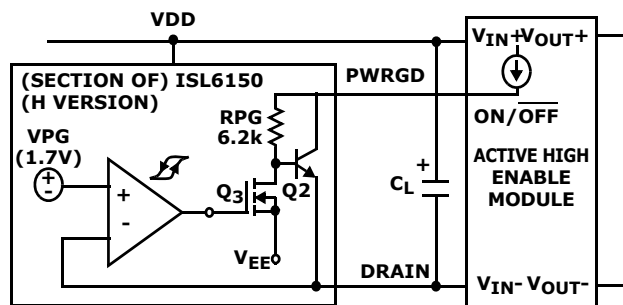 VDD
(SECTION OF) ISL6150
(H VERSION)
VPG
(1.7V)
+
-
+
-
RPG
6.2k
Q3
Q2
VEE
PWRGD
DRAIN
+
CL
VIN+ VOUT+
ON/OFF
ACTIVE HIGH
ENABLE
MODULE
VIN- VOUT-